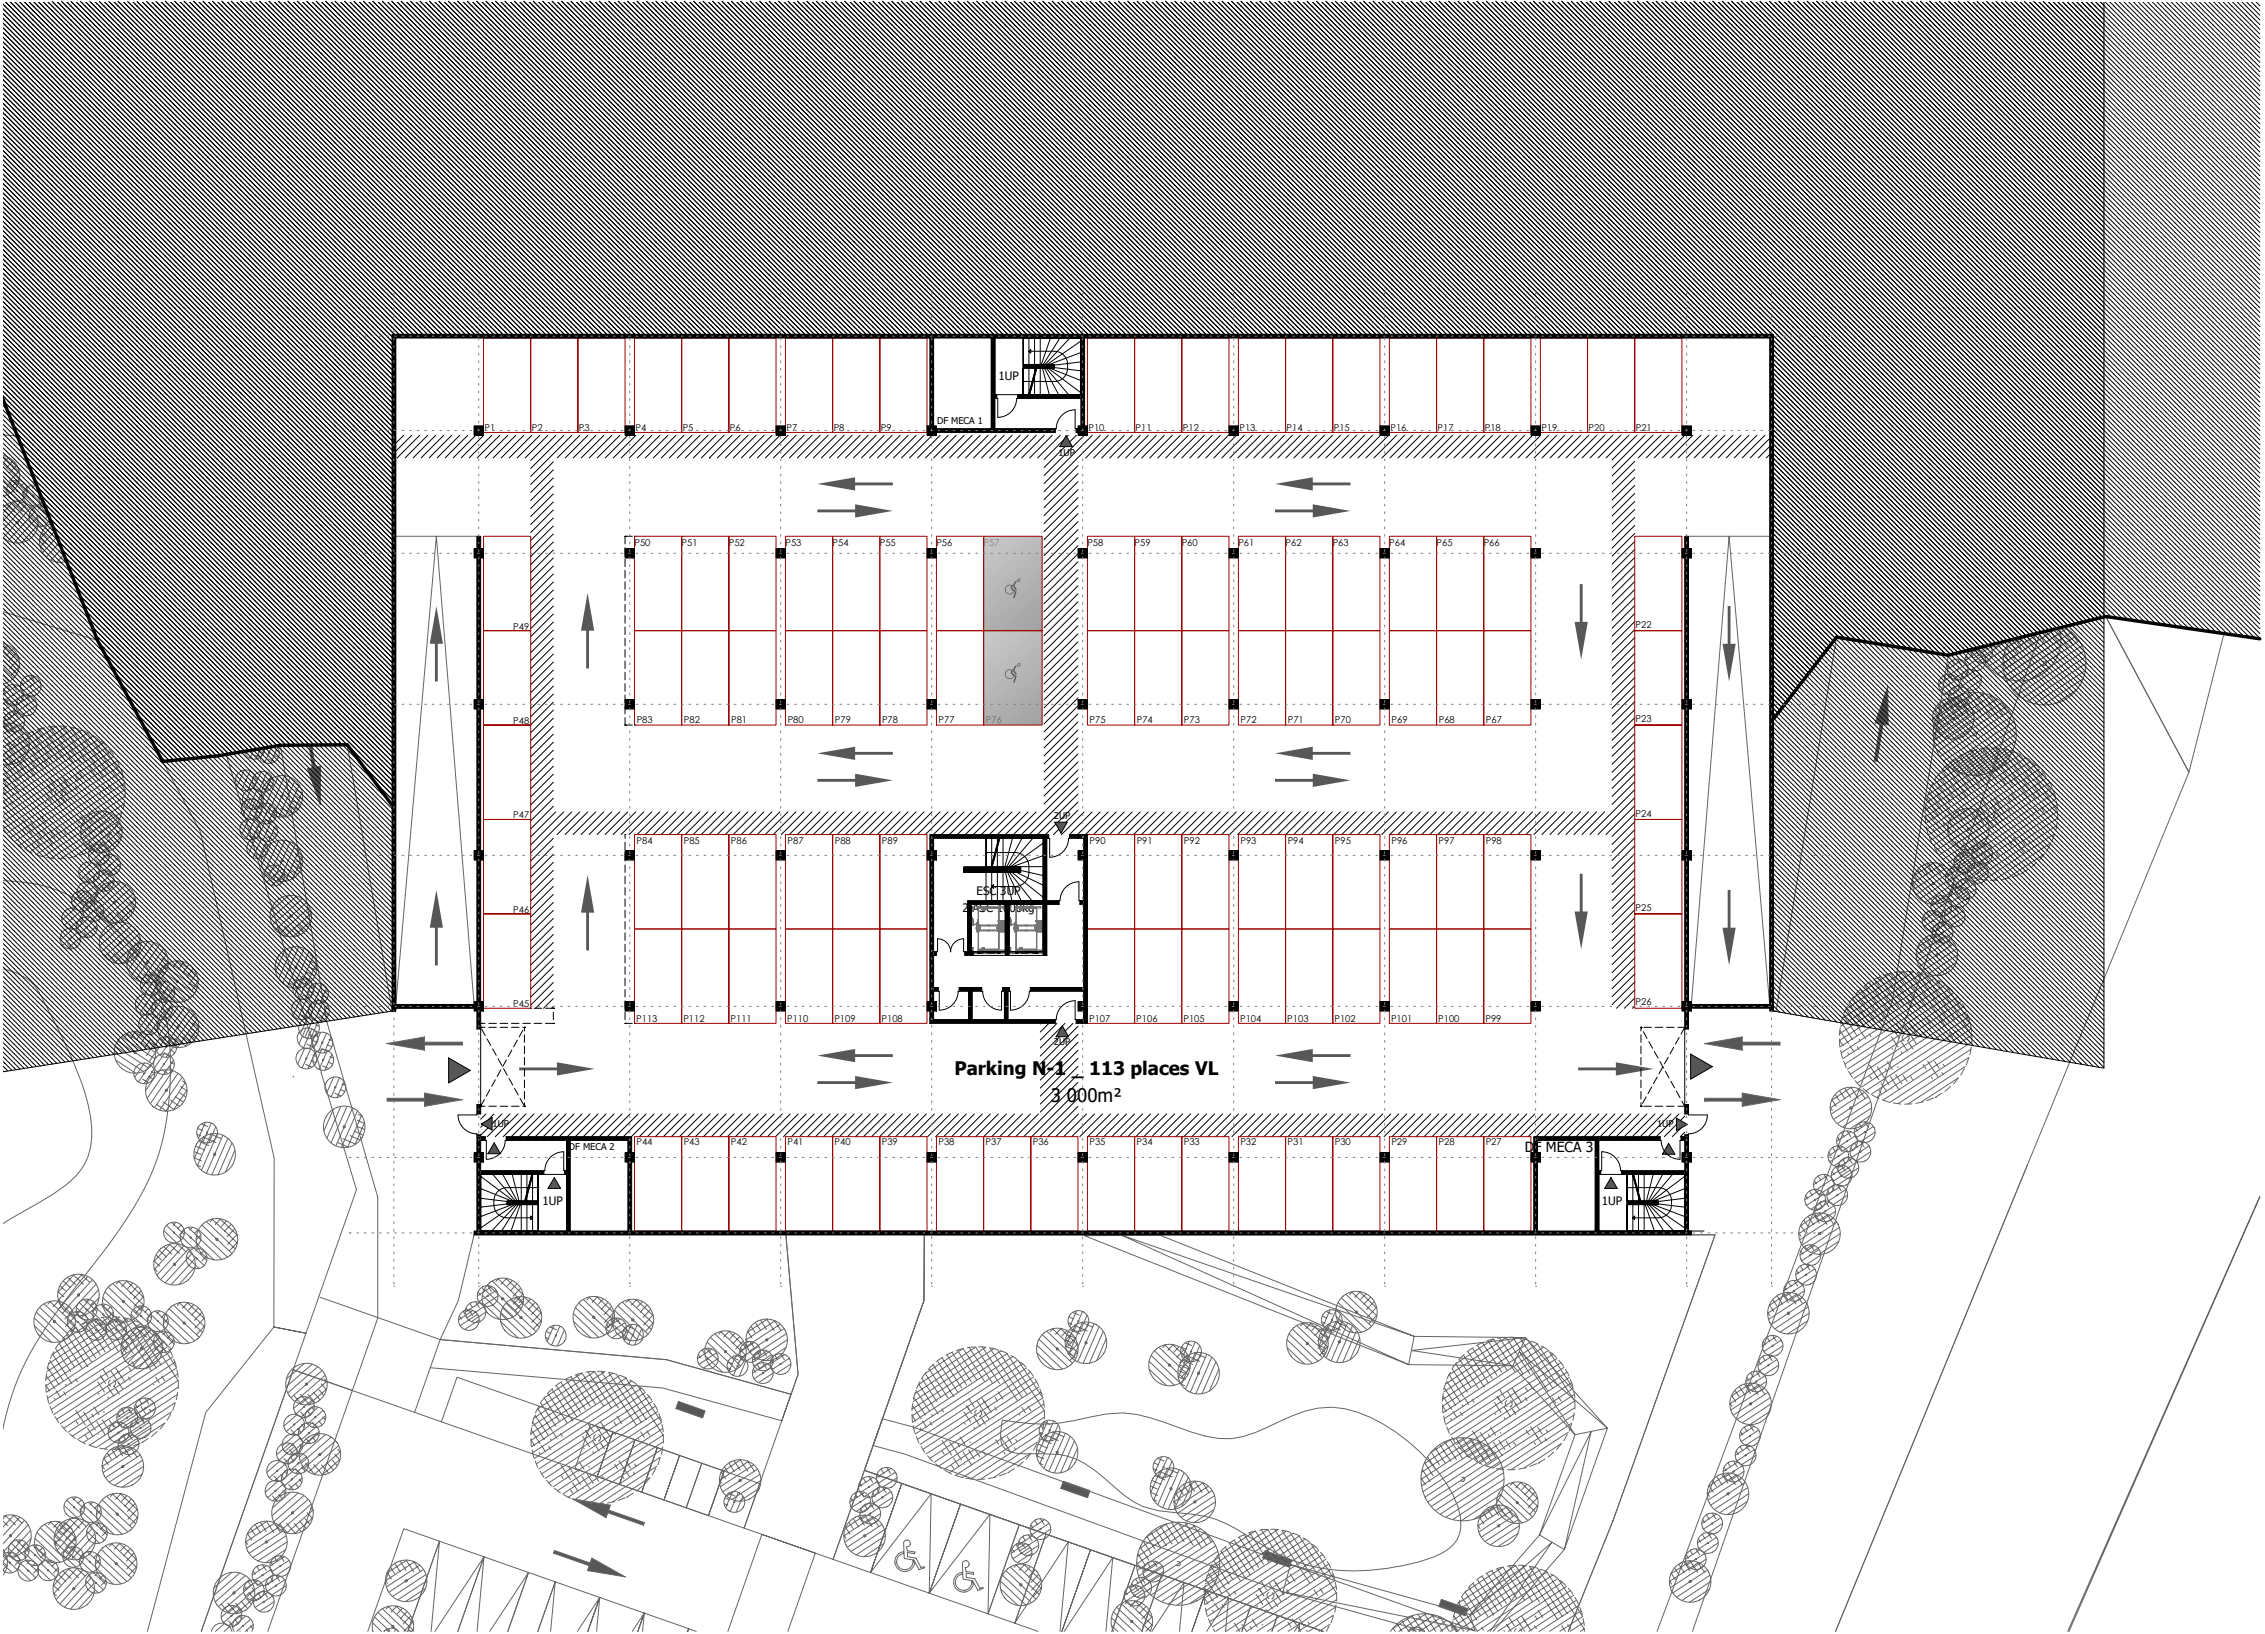 1UP
DF MECA 1
P1 P2 P3 P4 P5 P6 P7 P8 P9 P10 P11 P12 P13 P14 P15 P16 P17 P18 P19 P20 P21
1UP
P50 P51 P52 P53 P54 P55 P56 P57 P58 P59 P60 P61 P62 P63 P64 P65 P66
P49 P22
P48 P83 P82 P81 P80 P79 P78 P77 P76 P75 P74 P73 P72 P71 P70 P69 P68 P67 P23
P47 2UP P24
P84 P85 P86 P87 P88 P89 P90 P91 P92 P93 P94 P95 P96 P97 P98
ESC 3UP
P46 P25
P45 P26
P113 P112 P111 P110 P109 P108 P107 P106 P105 P104 P103 P102 P101 P100 P99
2UP
Parking N-1 _ 113 places VL
3 000m²
1UP 1UP
DF MECA 2 P44 P43 P42 P41 P40 P39 P38 P37 P36 P35 P34 P33 P32 P31 P30 P29 P28 P27 DF MECA 3
1UP 1UP